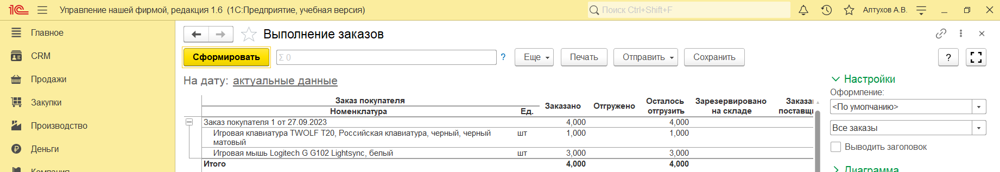 1С Управление нашей фирмой, редакция 1.6 (1С:Предприятие, учебная версия) Поиск Ctrl+Shift+F Алтухов А.В.
Главное
CRM
Продажи
Закупки
Производство
Деньги
Компания
Выполнение заказов
Сформировать Σ 0 ? Еще Печать Отправить Сохранить ?
На дату: актуальные данные
Заказ покупателя
Номенклатура Ед. Заказано Отгружено Осталось отгрузить Зарезервировано на складе
Заказ покупателя 1 от 27.09.2023 4,000 4,000
Игровая клавиатура TWOLF T20, Российская клавиатура, черный, черный шт 1,000 1,000
матовый
Игровая мышь Logitech G G102 Lightsync, белый шт 3,000 3,000
Итого 4,000 4,000
Настройки
Оформление:
<По умолчанию>
Все заказы
Выводить заголовок
Диаграмма